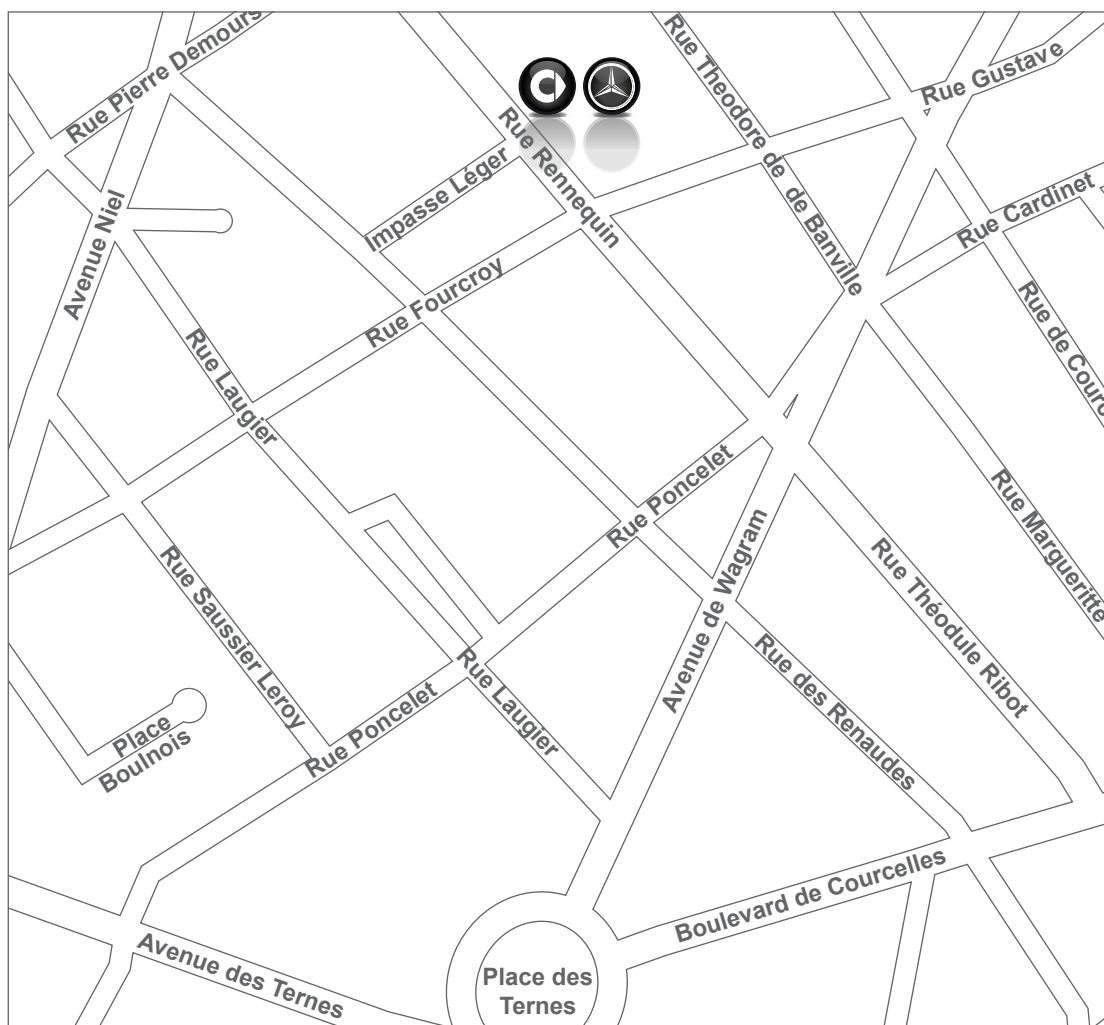 Rue Pierre Demours
Rue Theodore de de Banville
Rue Gustave
Rue Rennequin
Impasse Léger
Rue Cardinet
Avenue Niel
Rue Fourcroy
Rue de Courc
Rue Laugier
Rue Poncelet
Rue Margueritte
Avenue de Wagram
Rue Théodule Ribot
Rue Saussier Leroy
Rue des Renaudes
Rue Laugier
Rue Poncelet
Place
Boulnois
Boulevard de Courcelles
Avenue des Ternes
Place des
Ternes